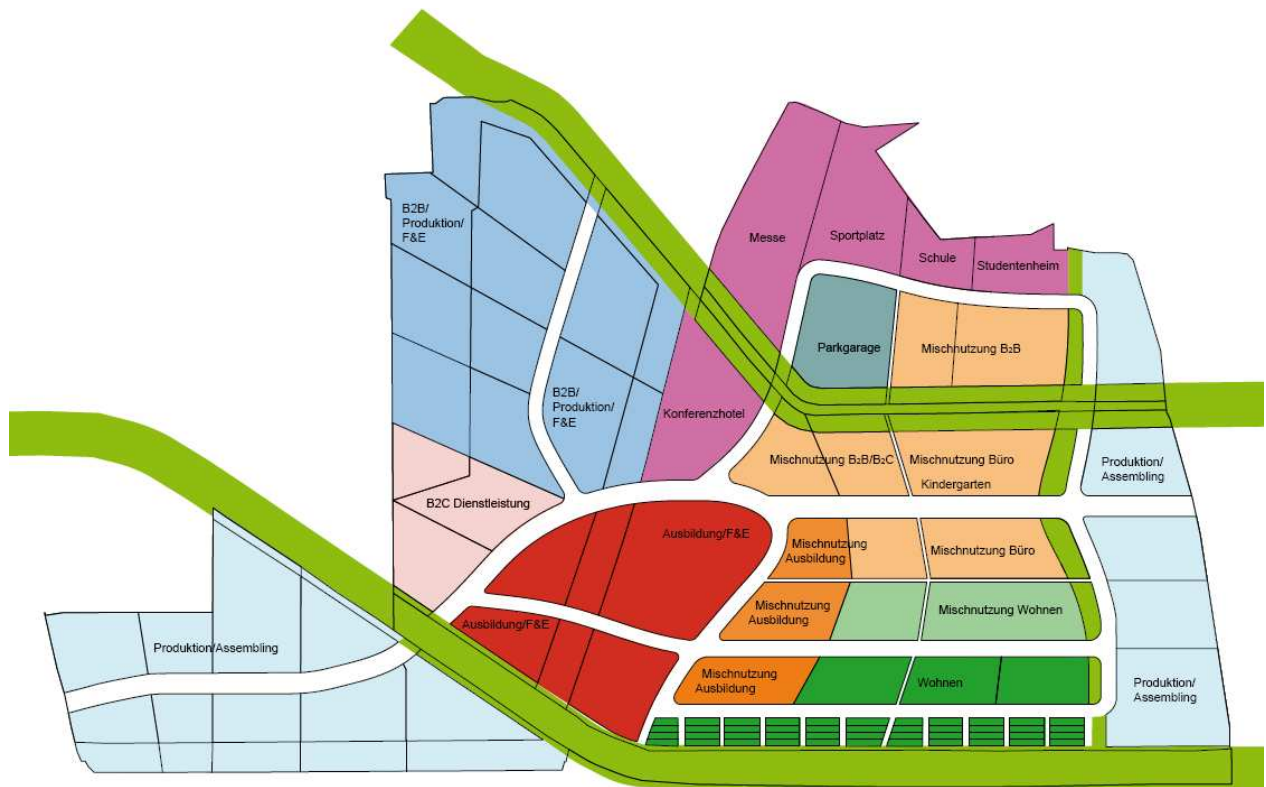 B2B/
Produktion/
F&E
Messe
Sportplatz
Schule
Studentenheim
Parkgarage
Mischnutzung B2B
B2B/
Produktion/
F&E
Konferenzhotel
Mischnutzung B2B/B2C
Mischnutzung Büro
Kindergarten
Produktion/
Assembling
B2C Dienstleistung
Ausbildung/F&E
Mischnutzung
Ausbildung
Mischnutzung Büro
Ausbildung/F&E
Mischnutzung
Ausbildung
Mischnutzung Wohnen
Produktion/Assembling
Mischnutzung
Ausbildung
Wohnen
Produktion/
Assembling